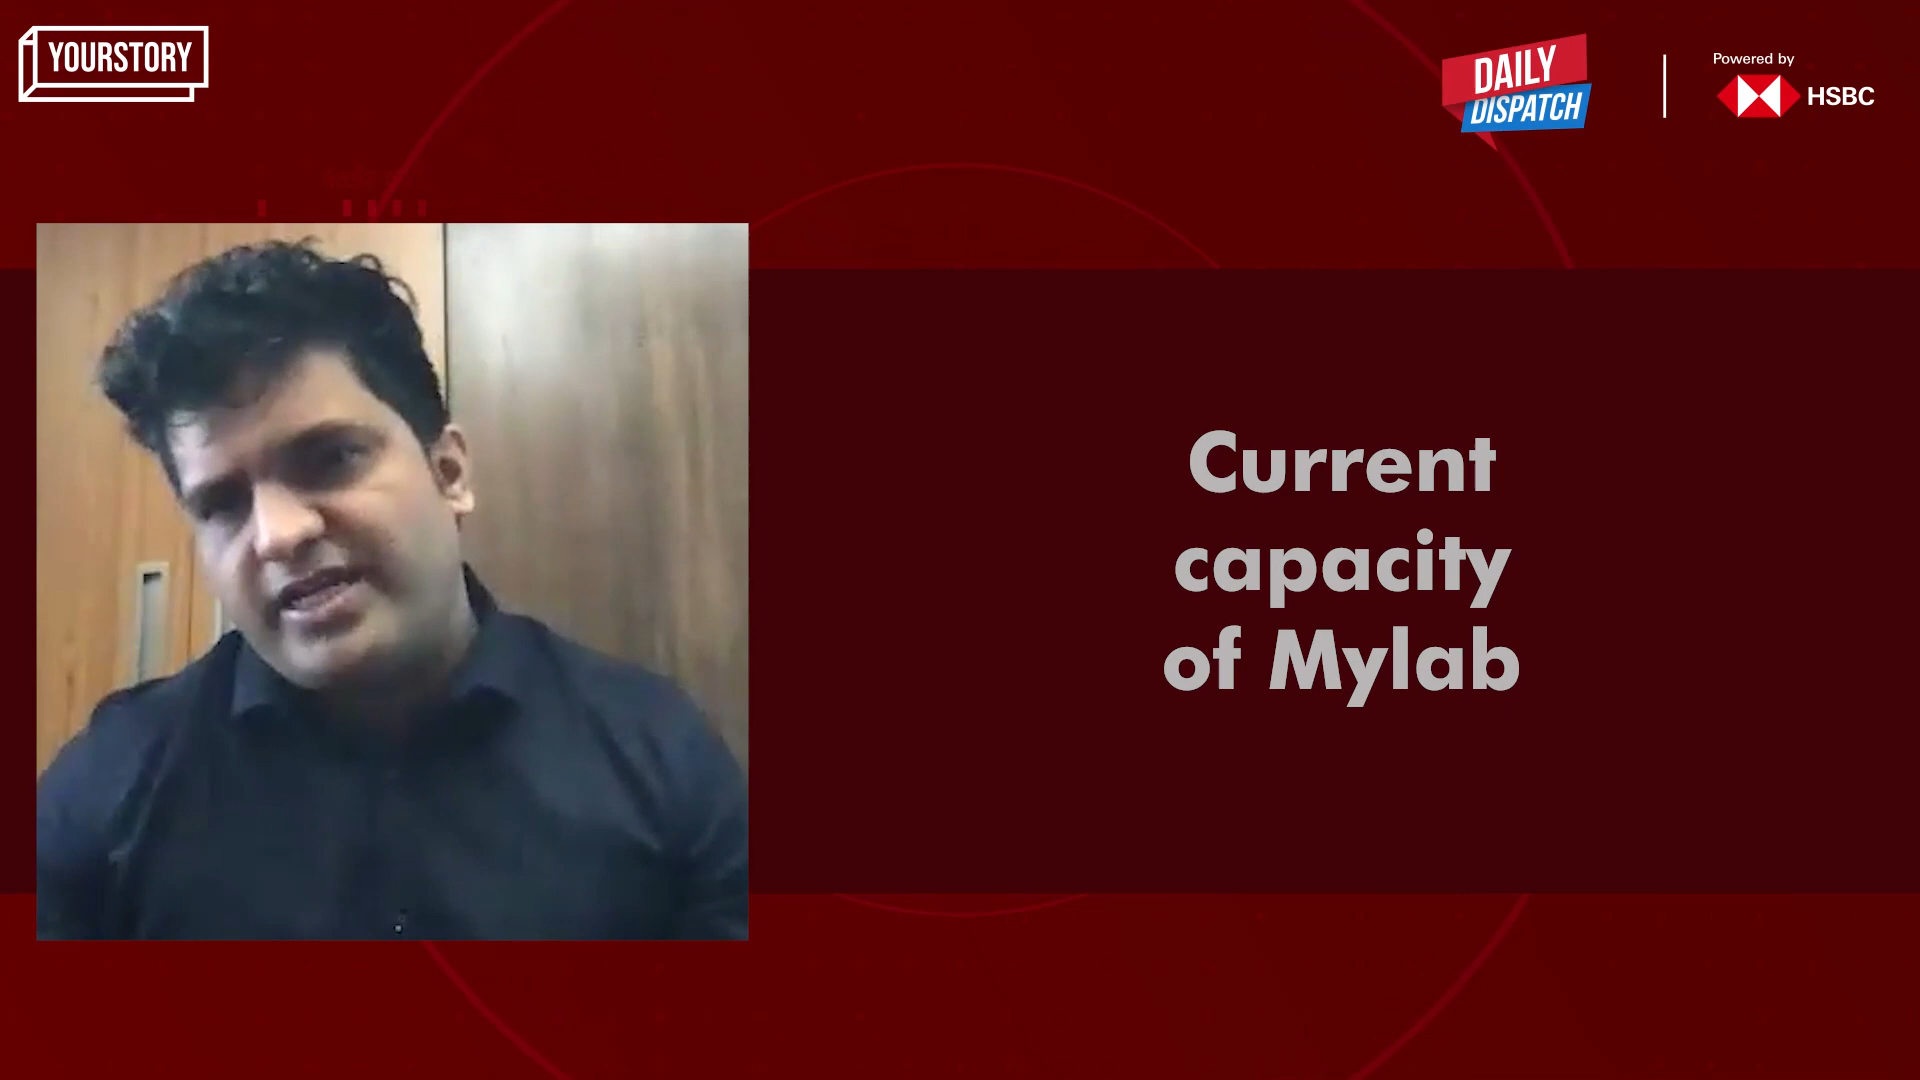 YOURSTORY
DAILY
DISPATCH
Powered by
HSBC
Current
capacity
of Mylab